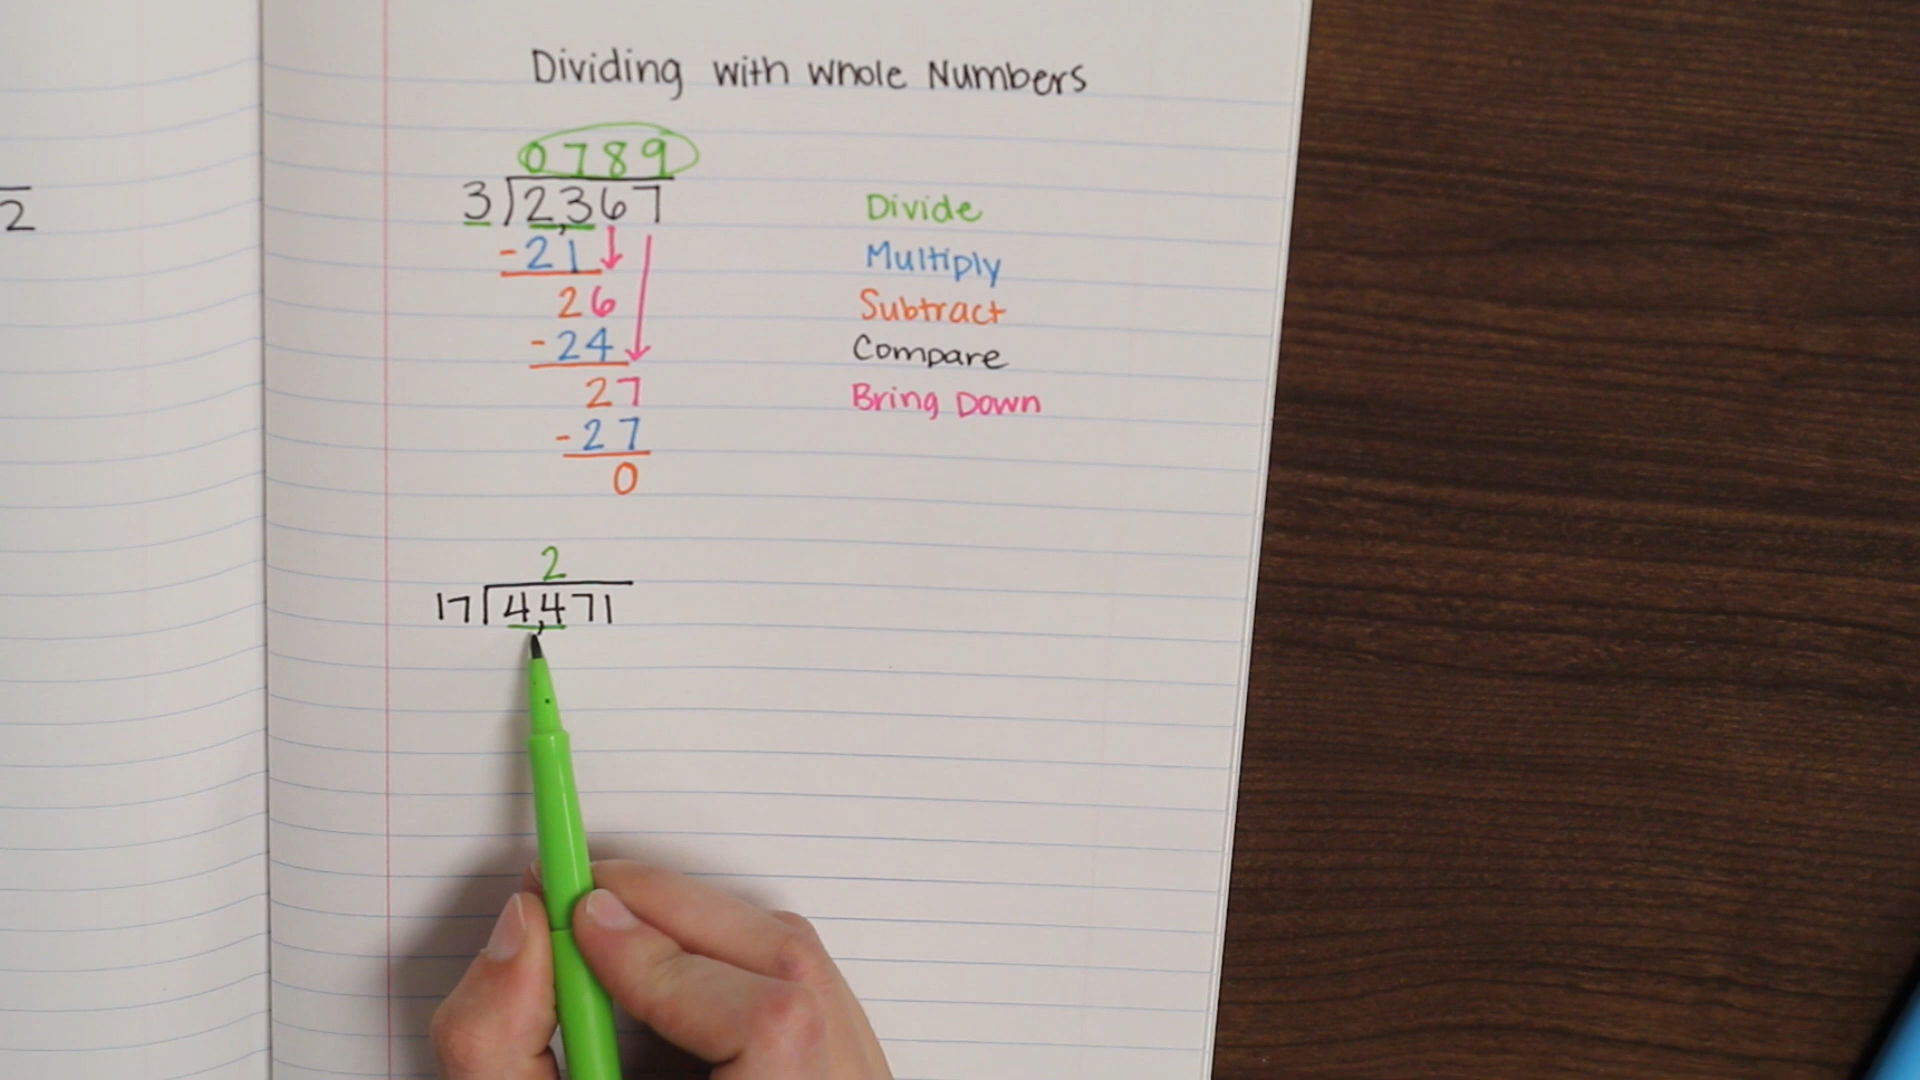 Dividing with Whole Numbers
0789
3)2,367
-21
26
-24
27
-27
0
Divide
Multiply
Subtract
Compare
Bring Down
2
17)4,471
2